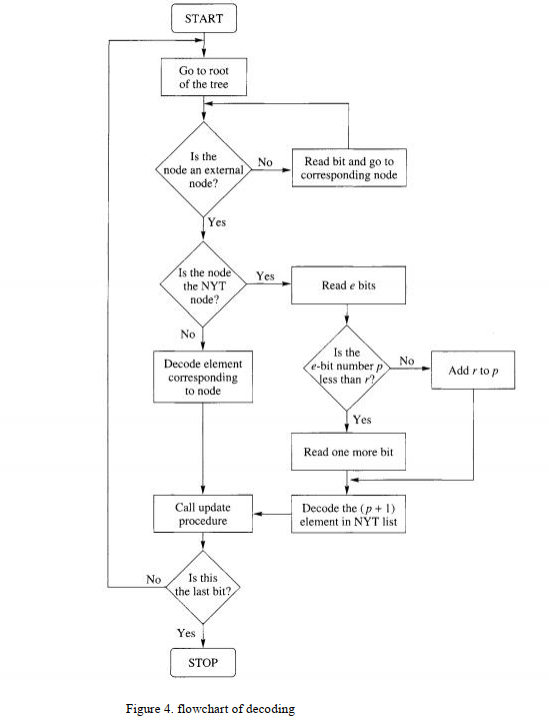 START
Go to root
of the tree
Is the
node an external
node?
No
Read bit and go to
corresponding node
Yes
Is the node
the NYT
node?
Yes
Read e bits
No
Decode element
corresponding
to node
Is the
e-bit number p
less than r?
No
Add r to p
Yes
Read one more bit
Call update
procedure
Decode the (p + 1)
element in NYT list
No
Is this
the last bit?
Yes
STOP
Figure 4. flowchart of decoding